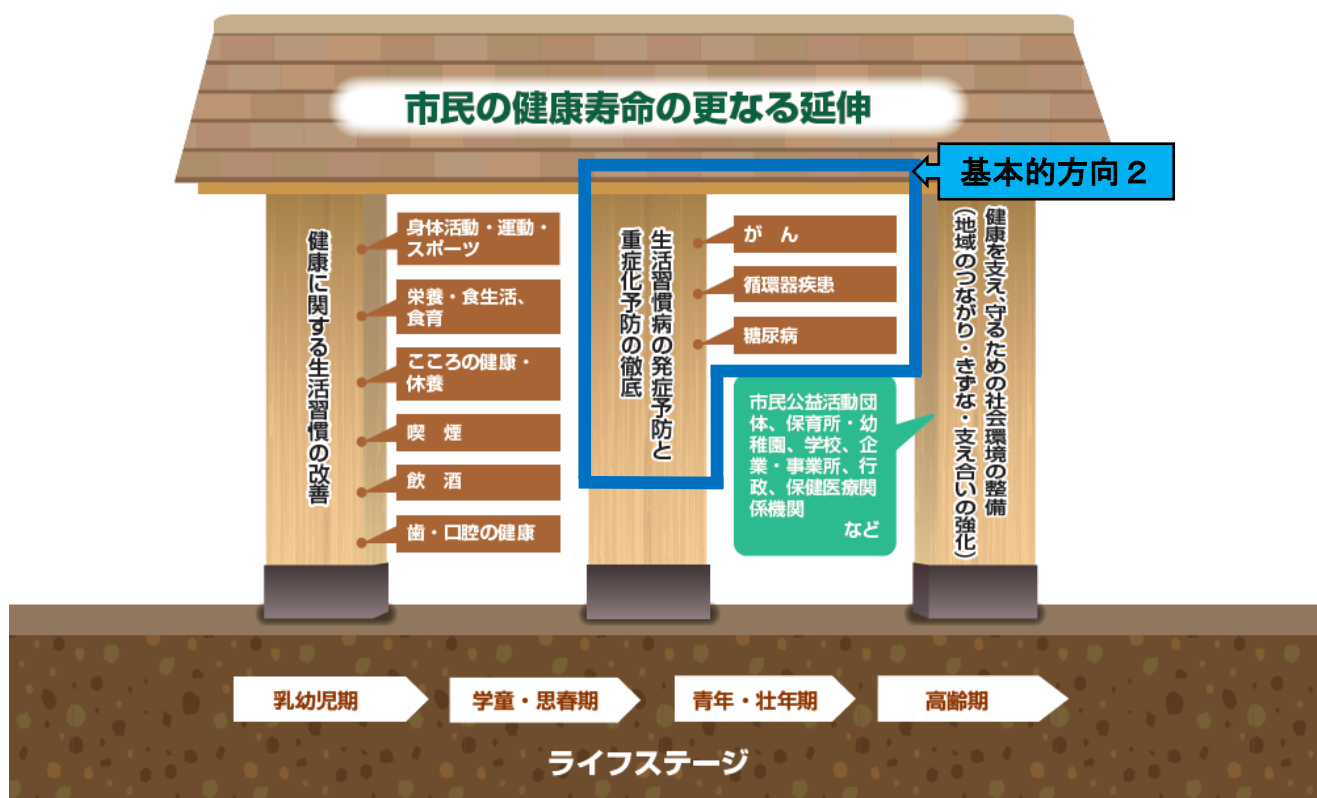 市民の健康寿命の更なる延伸
基本的方向２
健康に関する生活習慣の改善
身体活動・運動・
スポーツ
栄養・食生活、
食育
こころの健康・
休養
喫　煙
飲　酒
歯・口腔の健康
生活習慣病の発症予防と
重症化予防の徹底
が　ん
循環器疾患
糖尿病
健康を支え、守るための社会環境の整備
（地域のつながり・きずな・支え合いの強化）
市民公益活動団
体、保育所・幼
稚園、学校、企
業・事業所、行
政、保健医療関
係機関
など
乳幼児期
学童・思春期
青年・壮年期
高齢期
ライフステージ